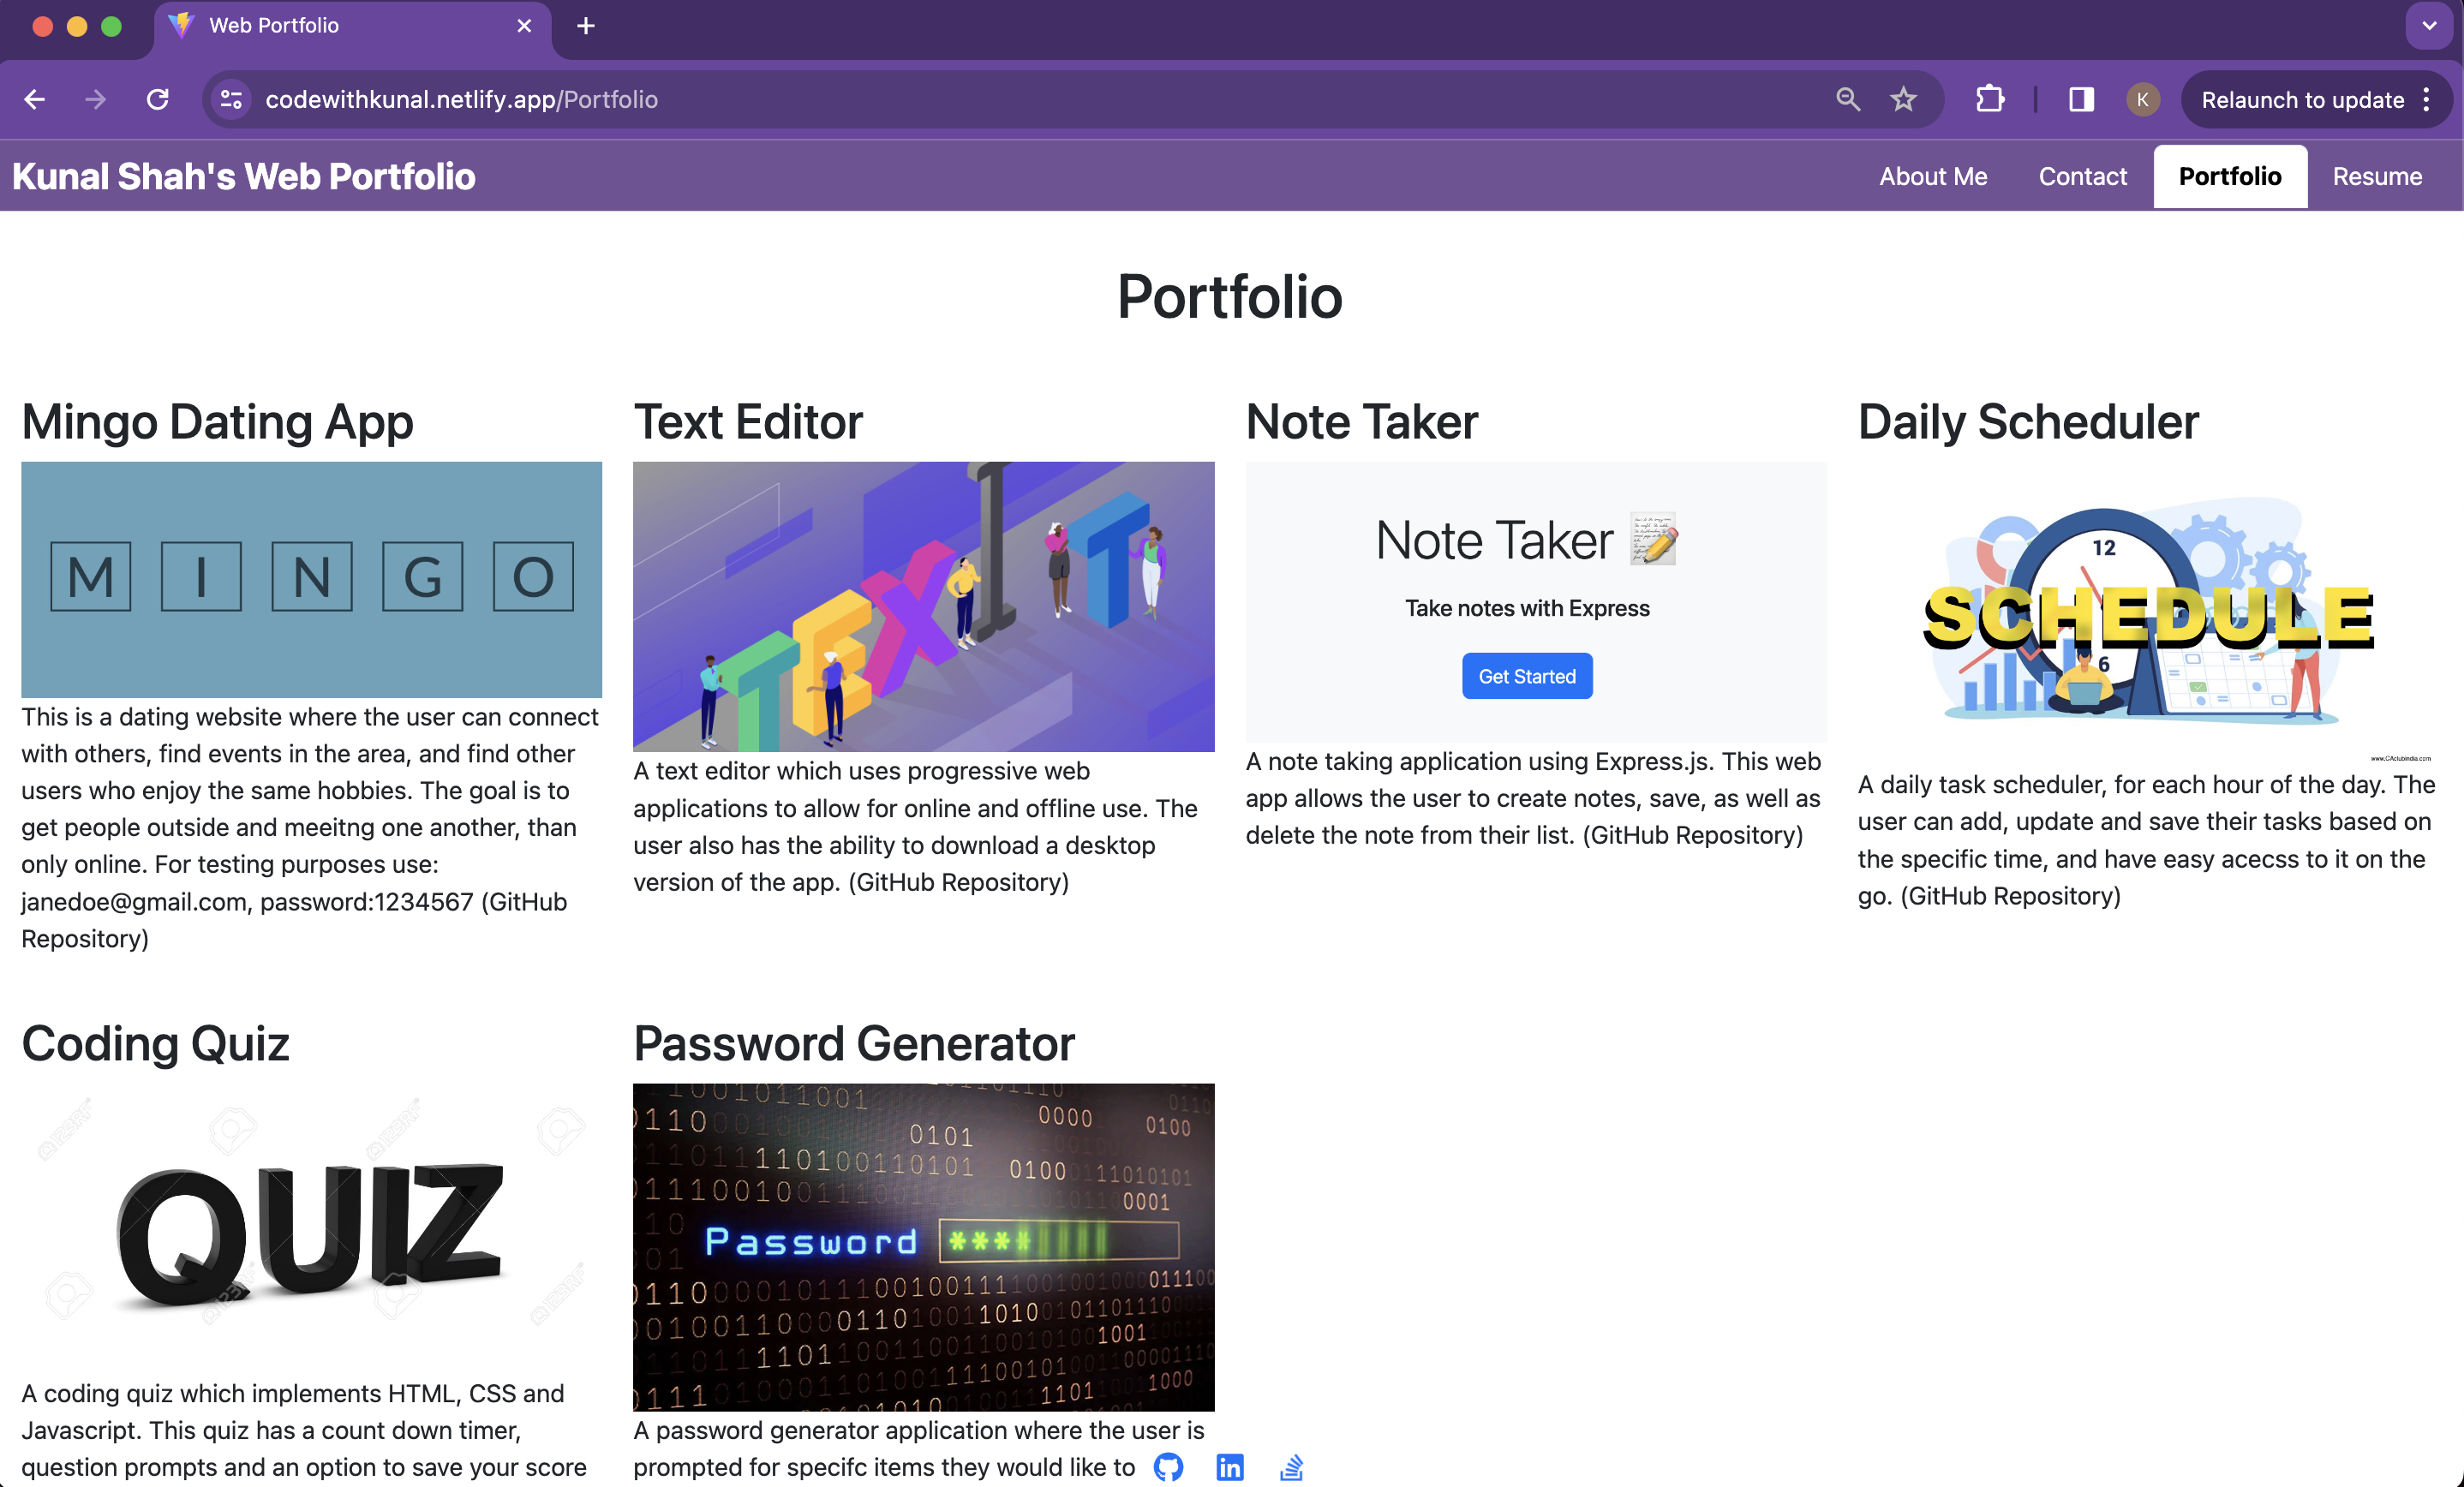 Web Portfolio
codewithkunal.netlify.app/Portfolio
K
Relaunch to update
Kunal Shah's Web Portfolio
About Me
Contact
Portfolio
Resume
Portfolio
Mingo Dating App
M I N G O
This is a dating website where the user can connect
with others, find events in the area, and find other
users who enjoy the same hobbies. The goal is to
get people outside and meeitng one another, than
only online. For testing purposes use:
janedoe@gmail.com, password:1234567 (GitHub
Repository)
Text Editor
TEXT
A text editor which uses progressive web
applications to allow for online and offline use. The
user also has the ability to download a desktop
version of the app. (GitHub Repository)
Note Taker
Note Taker
Take notes with Express
Get Started
A note taking application using Express.js. This web
app allows the user to create notes, save, as well as
delete the note from their list. (GitHub Repository)
Daily Scheduler
12
SCHEDULE
6
www.CAclubindia.com
A daily task scheduler, for each hour of the day. The
user can add, update and save their tasks based on
the specific time, and have easy acecss to it on the
go. (GitHub Repository)
Coding Quiz
123RF
123RF
QUIZ
123RF
123RF
A coding quiz which implements HTML, CSS and
Javascript. This quiz has a count down timer,
question prompts and an option to save your score
Password Generator
Password ****
A password generator application where the user is
prompted for specifc items they would like to
in